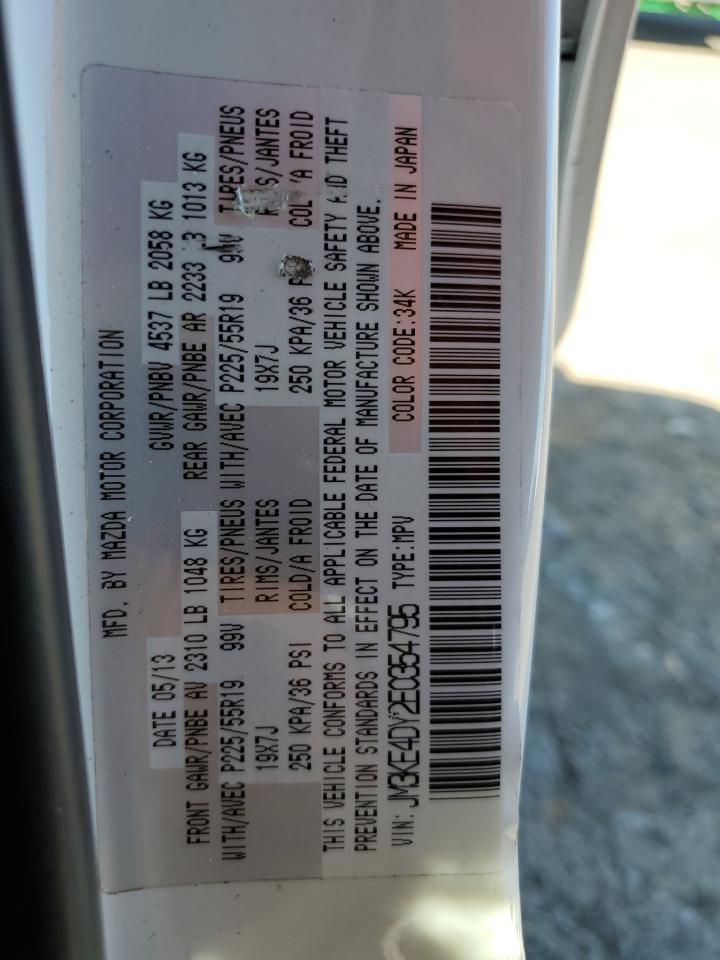 MFD. BY MAZDA MOTOR CORPORATION
DATE 05/13 GVWR/PNBV 4537 LB 2058 KG
FRONT GAWR/PNBE AV 2310 LB 1048 KG REAR GAWR/PNBE AR 2233 1013 KG
WITH/AVEC P225/55R19 99V TIRES/PNEUS WITH/AVEC P225/55R19 TIRES/PNEUS
19X7J RIMS/JANTES 19X7J
250 KPA/36 PSI COLD/A FROID 250 KPA/36 FROID
THIS VEHICLE CONFORMS TO ALL APPLICABLE FEDERAL MOTOR VEHICLE SAFETY AND THEFT
PREVENTION STANDARDS IN EFFECT ON THE DATE OF MANUFACTURE SHOWN ABOVE.
VIN: JM3KE4DY2E0354795 TYPE:MPV COLOR CODE:34K MADE IN JAPAN